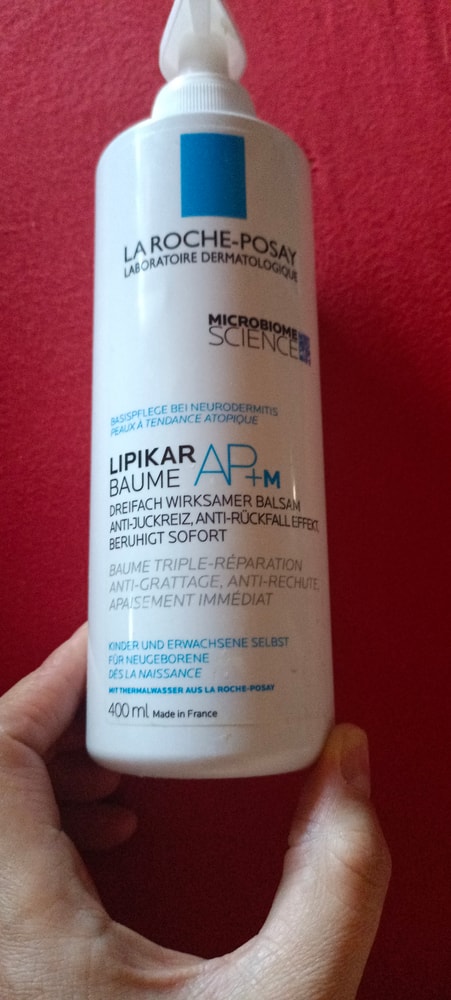 LA ROCHE-POSAY
LABORATOIRE DERMATOLOGIQUE
MICROBIOME
SCIENCE
BASISPFLEGE BEI NEURODERMITIS
PEAUX À TENDANCE ATOPIQUE
LIPIKAR
BAUME AP+M
DREIFACH WIRKSAMER BALSAM
ANTI-JUCKREIZ, ANTI-RÜCKFALL EFFEKT,
BERUHIGT SOFORT
BAUME TRIPLE-RÉPARATION
ANTI-GRATTAGE, ANTI-RECHUTE,
APAISEMENT IMMÉDIAT
KINDER UND ERWACHSENE SELBST
FÜR NEUGEBORENE
DÈS LA NAISSANCE
MIT THERMALWASSER AUS LA ROCHE-POSAY
400 ml Made in France